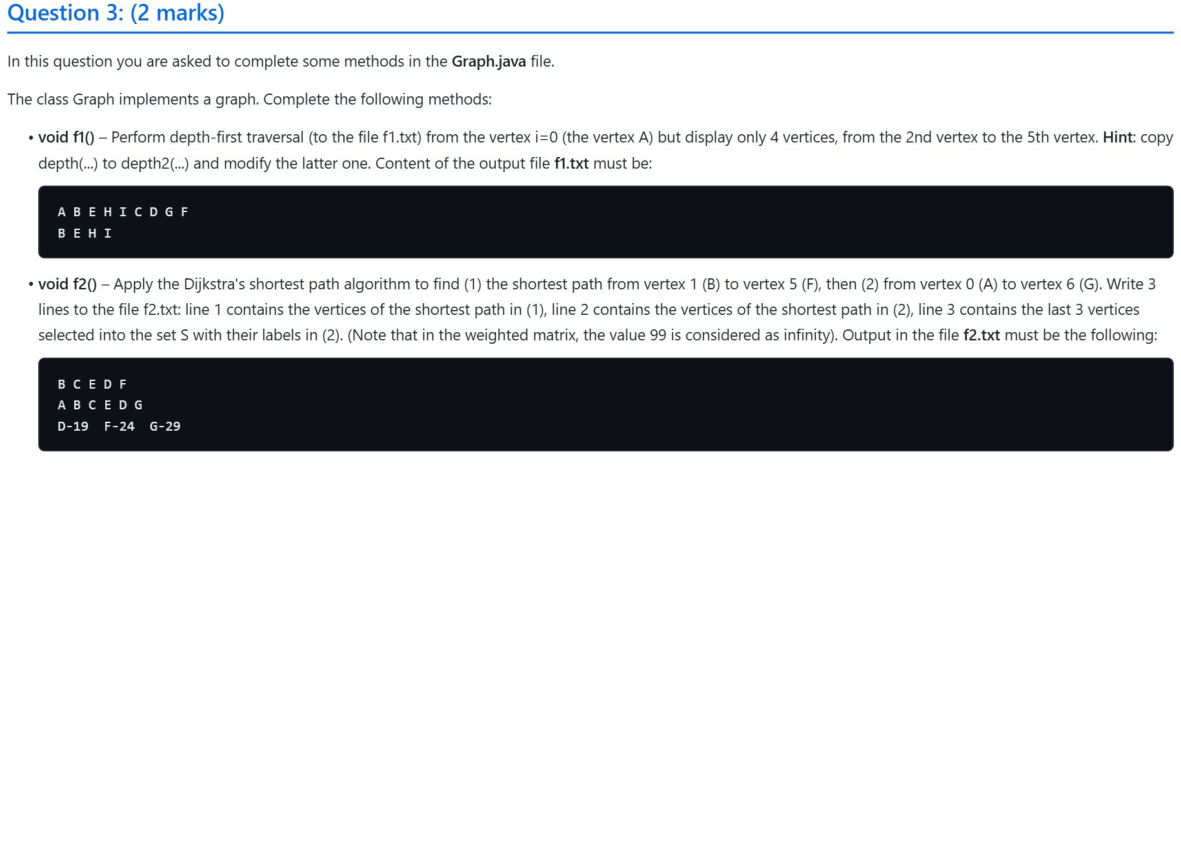 Question 3: (2 marks)
In this question you are asked to complete some methods in the Graph.java file.
The class Graph implements a graph. Complete the following methods:
• void f1() – Perform depth-first traversal (to the file f1.txt) from the vertex i=0 (the vertex A) but display only 4 vertices, from the 2nd vertex to the 5th vertex. Hint: copy
depth(...) to depth2(...) and modify the latter one. Content of the output file f1.txt must be:
A B E H I C D G F
B E H I
• void f2() – Apply the Dijkstra's shortest path algorithm to find (1) the shortest path from vertex 1 (B) to vertex 5 (F), then (2) from vertex 0 (A) to vertex 6 (G). Write 3
lines to the file f2.txt: line 1 contains the vertices of the shortest path in (1), line 2 contains the vertices of the shortest path in (2), line 3 contains the last 3 vertices
selected into the set S with their labels in (2). (Note that in the weighted matrix, the value 99 is considered as infinity). Output in the file f2.txt must be the following:
B C E D F
A B C E D G
D-19  F-24  G-29